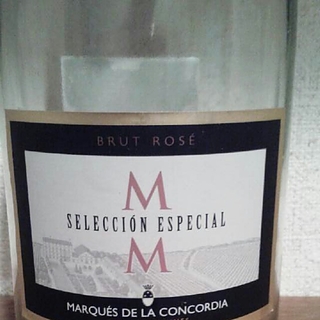 BRUT ROSÉ
M
SELECCIÓN ESPECIAL
M
MARQUÉS DE LA CONCORDIA